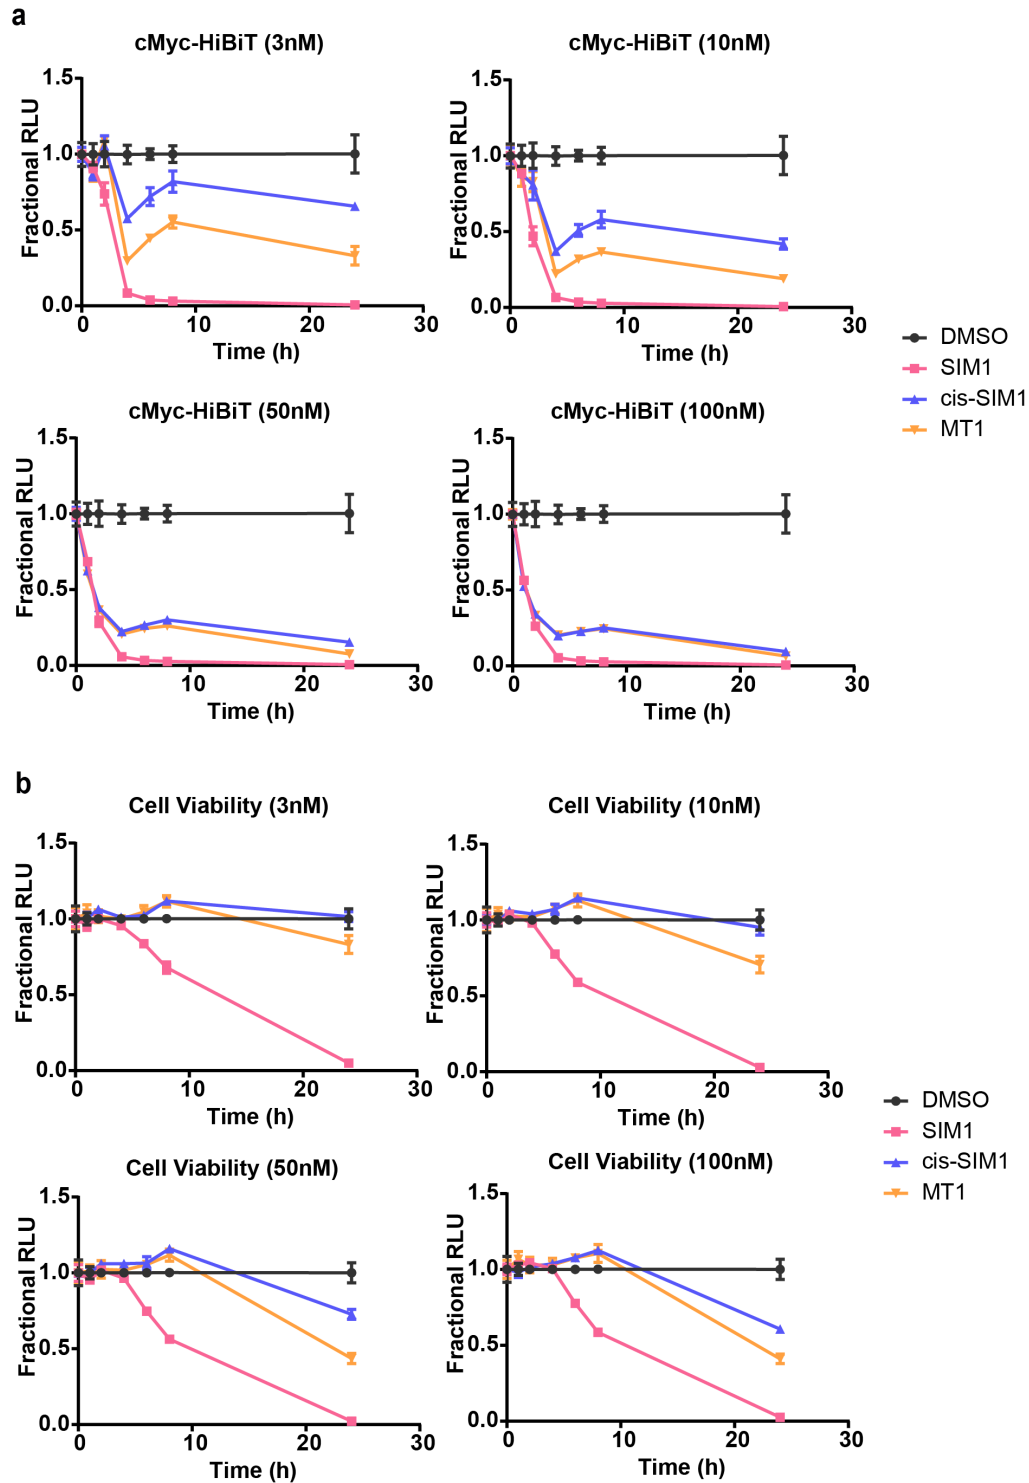 a
cMyc-HiBiT (3nM)
cMyc-HiBiT (10nM)
1.5
1.0
0.5
0.0
Fractional RLU
0
10
20
30
Time (h)
1.5
1.0
0.5
0.0
Fractional RLU
0
10
20
30
Time (h)
DMSO
SIM1
cis-SIM1
MT1
cMyc-HiBiT (50nM)
cMyc-HiBiT (100nM)
1.5
1.0
0.5
0.0
Fractional RLU
0
10
20
30
Time (h)
1.5
1.0
0.5
0.0
Fractional RLU
0
10
20
30
Time (h)
b
Cell Viability (3nM)
Cell Viability (10nM)
1.5
1.0
0.5
0.0
Fractional RLU
0
10
20
30
Time (h)
1.5
1.0
0.5
0.0
Fractional RLU
0
10
20
30
Time (h)
DMSO
SIM1
cis-SIM1
MT1
Cell Viability (50nM)
Cell Viability (100nM)
1.5
1.0
0.5
0.0
Fractional RLU
0
10
20
30
Time (h)
1.5
1.0
0.5
0.0
Fractional RLU
0
10
20
30
Time (h)